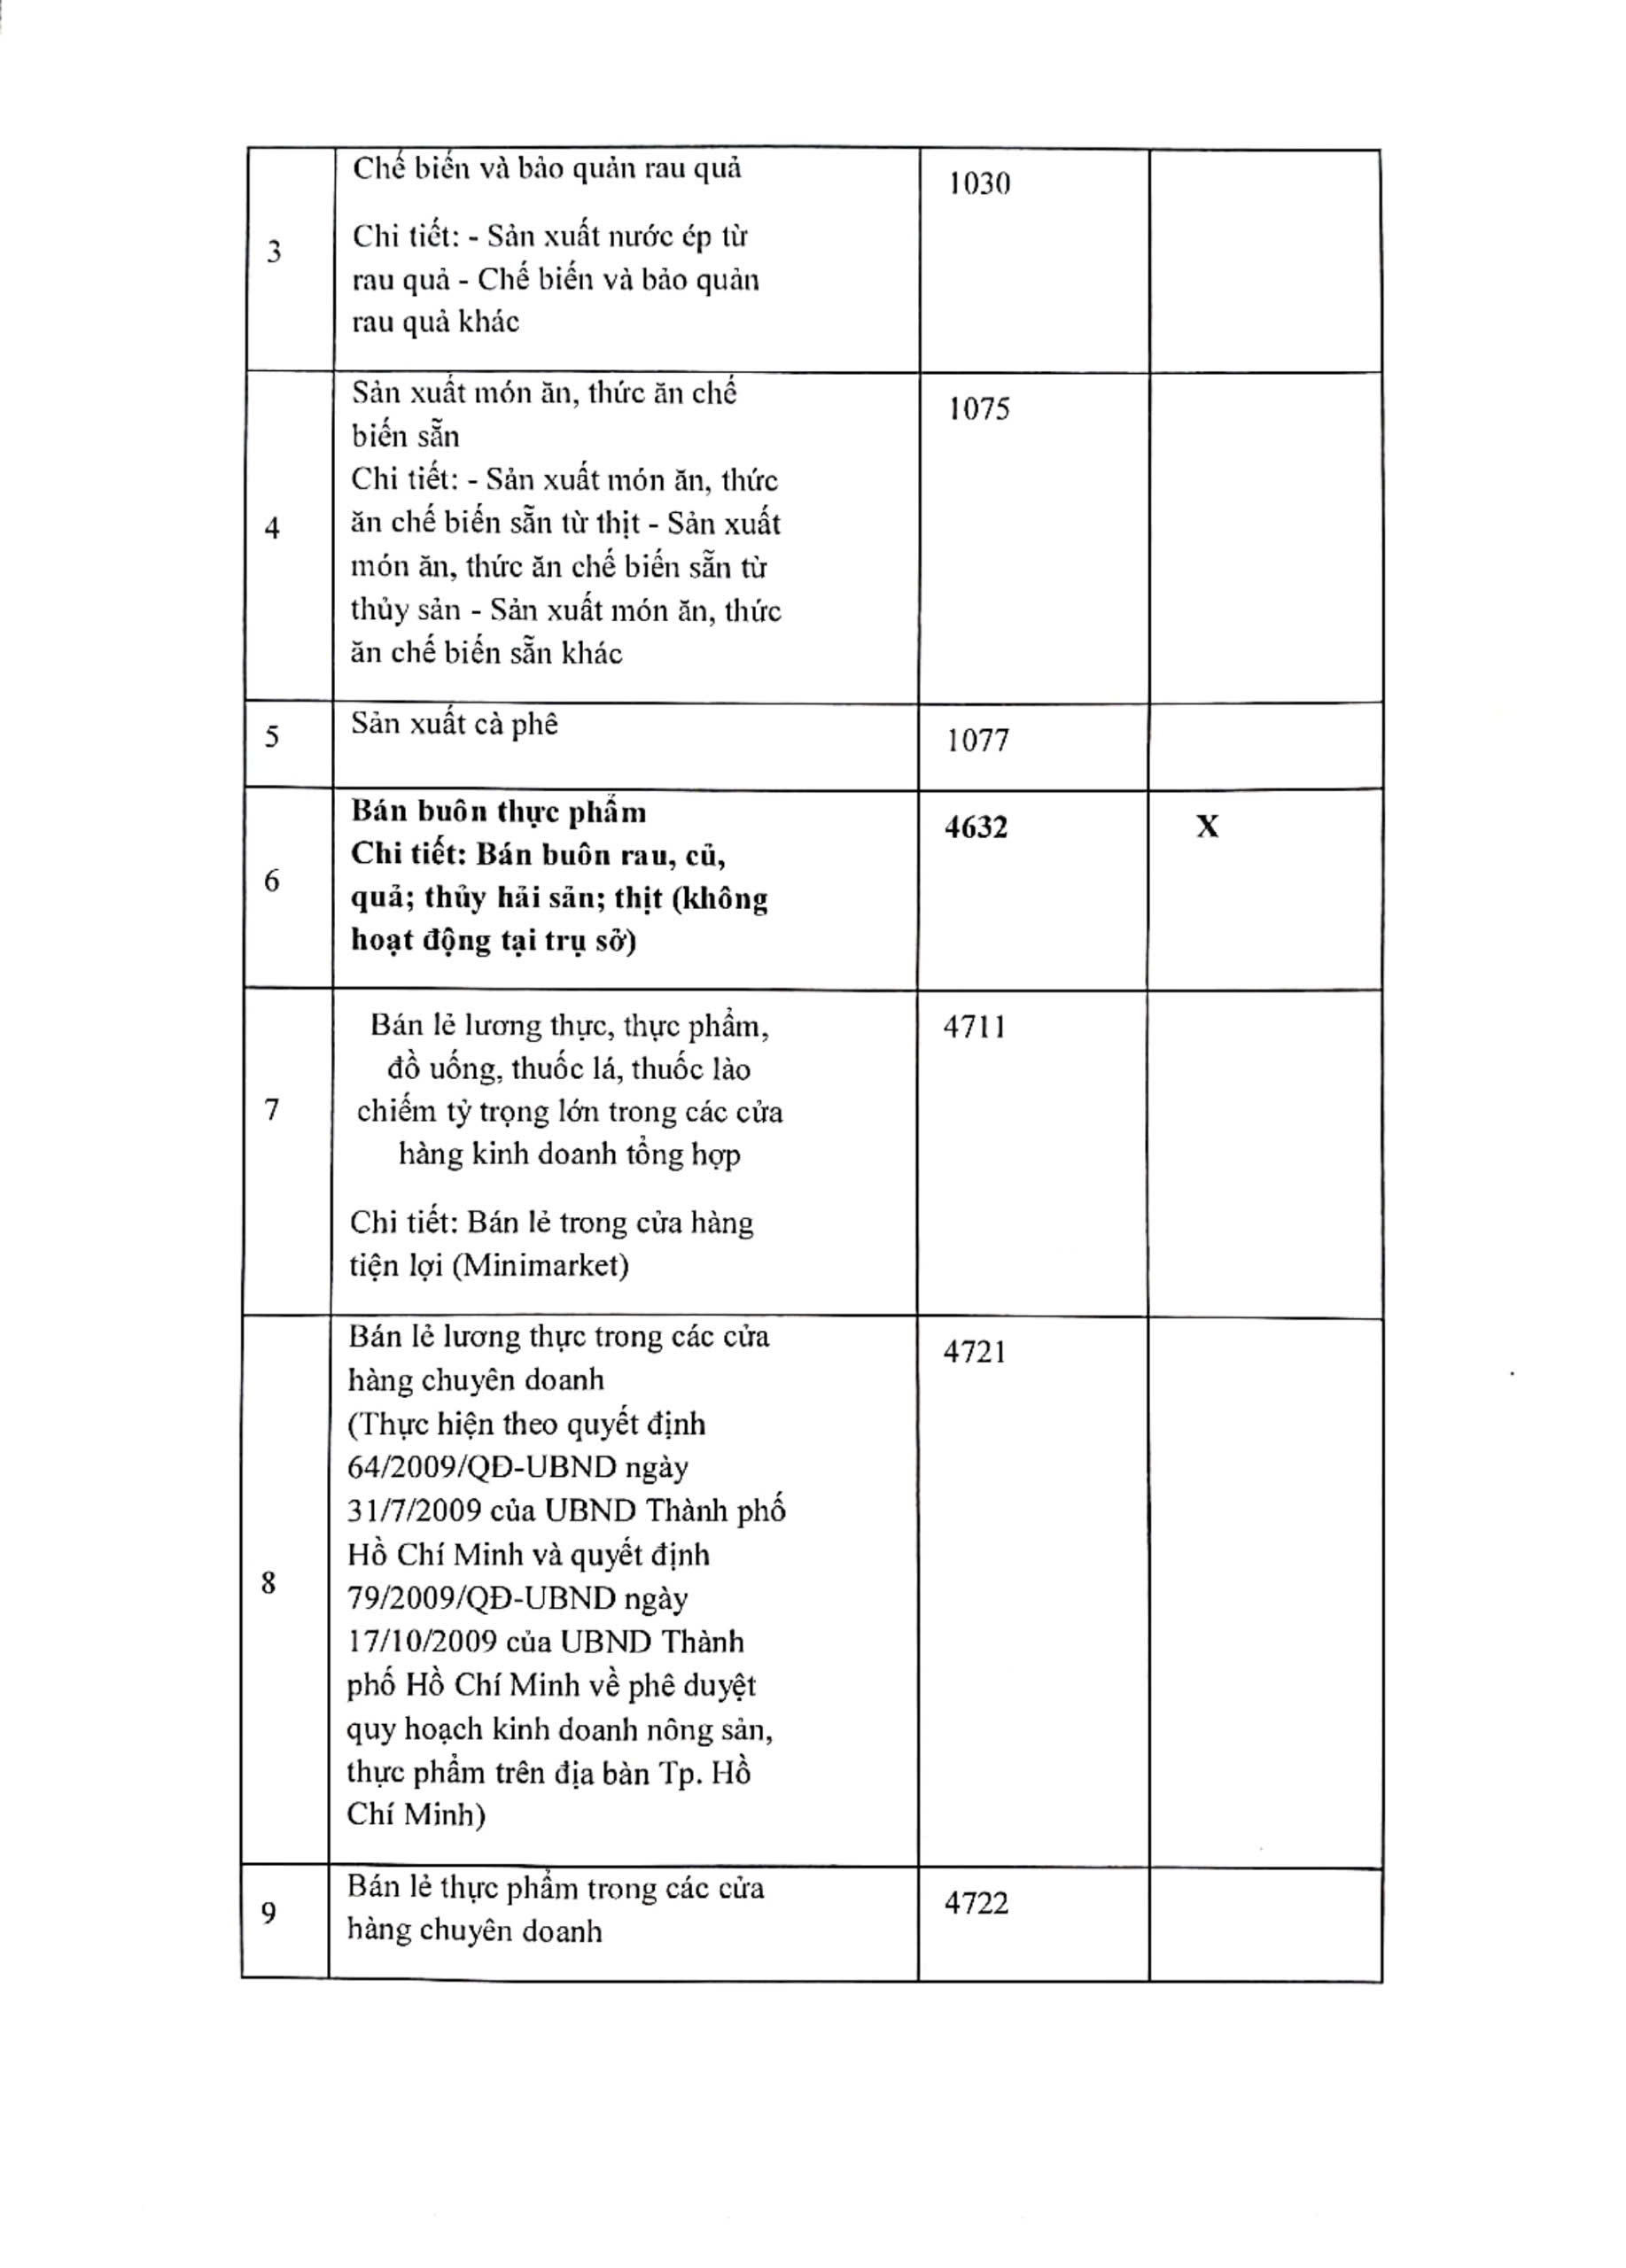 3
Chế biến và bảo quản rau quả
1030
Chi tiết: - Sản xuất nước ép từ
rau quả - Chế biến và bảo quản
rau quả khác
4
Sản xuất món ăn, thức ăn chế
biến sẵn
1075
Chi tiết: - Sản xuất món ăn, thức
ăn chế biến sẵn từ thịt - Sản xuất
món ăn, thức ăn chế biến sẵn từ
thủy sản - Sản xuất món ăn, thức
ăn chế biến sẵn khác
5
Sản xuất cà phê
1077
6
Bán buôn thực phẩm
4632
X
Chi tiết: Bán buôn rau, củ,
quả; thủy hải sản; thịt (không
hoạt động tại trụ sở)
7
Bán lẻ lương thực, thực phẩm,
4711
đồ uống, thuốc lá, thuốc lào
chiếm tỷ trọng lớn trong các cửa
hàng kinh doanh tổng hợp
Chi tiết: Bán lẻ trong cửa hàng
tiện lợi (Minimarket)
8
Bán lẻ lương thực trong các cửa
4721
hàng chuyên doanh
(Thực hiện theo quyết định
64/2009/QĐ-UBND ngày
31/7/2009 của UBND Thành phố
Hồ Chí Minh và quyết định
79/2009/QĐ-UBND ngày
17/10/2009 của UBND Thành
phố Hồ Chí Minh về phê duyệt
quy hoạch kinh doanh nông sản,
thực phẩm trên địa bàn Tp. Hồ
Chí Minh)
9
Bán lẻ thực phẩm trong các cửa
4722
hàng chuyên doanh